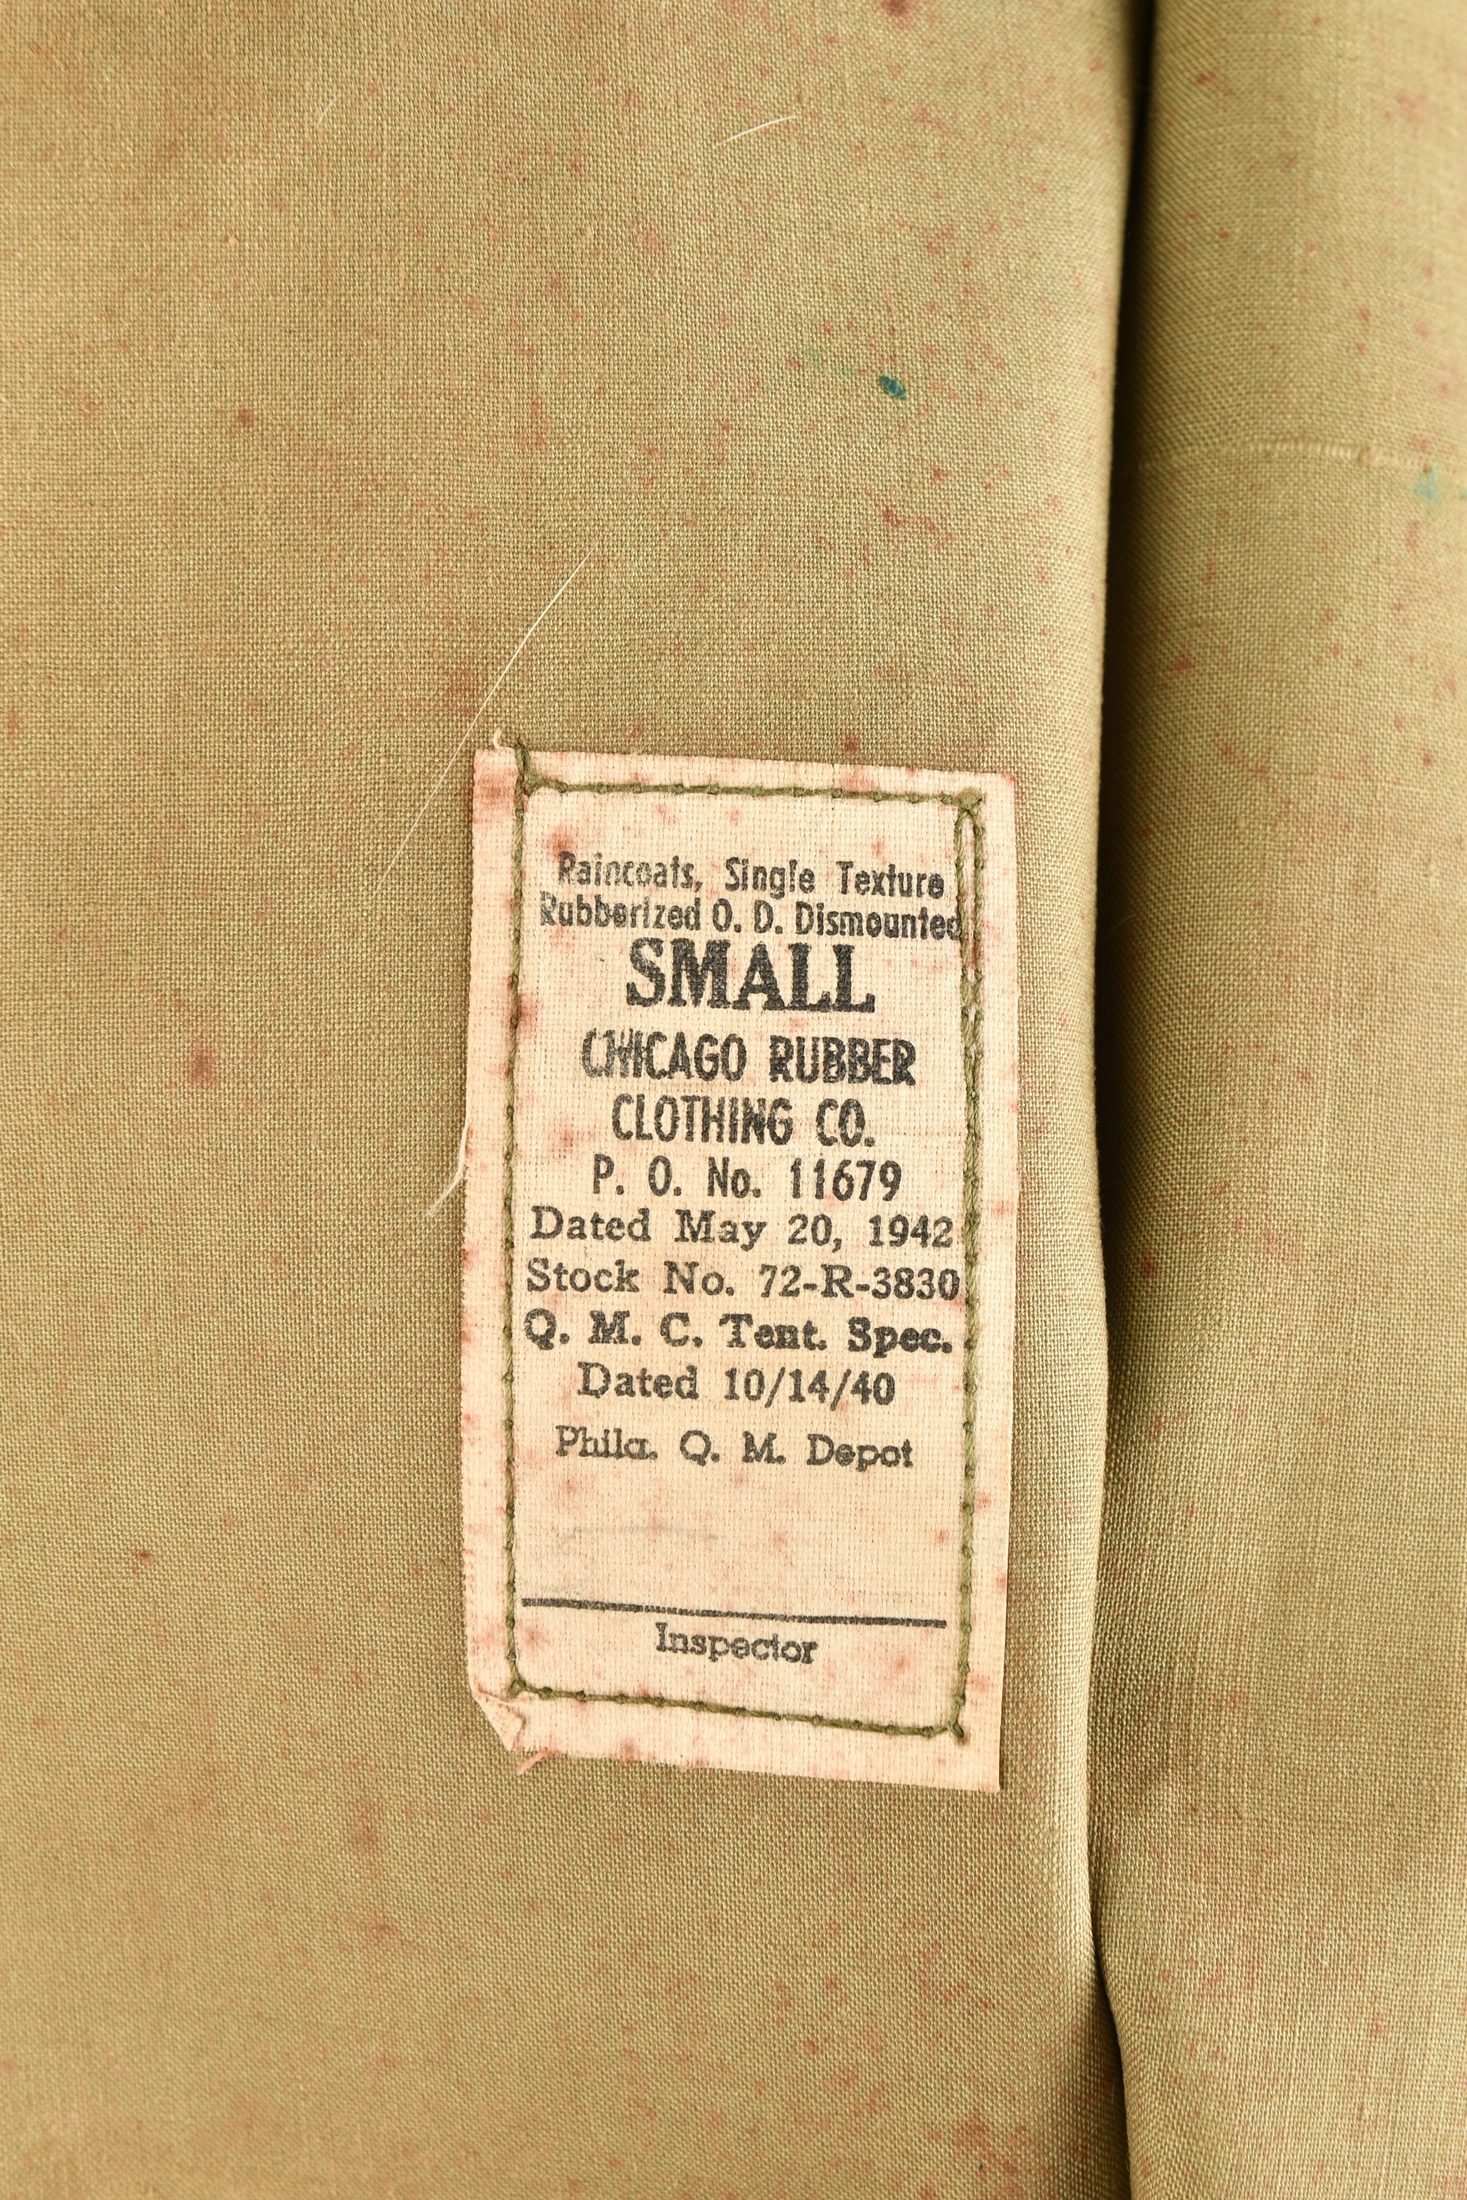 Raincoats, Single Texture
Rubberized O. D. Dismounted
SMALL
CHICAGO RUBBER
CLOTHING CO.
P. O. No. 11679
Dated May 20, 1942
Stock No. 72-R-3830
Q. M. C. Tent. Spec.
Dated 10/14/40
Phila. Q. M. Depot
Inspector